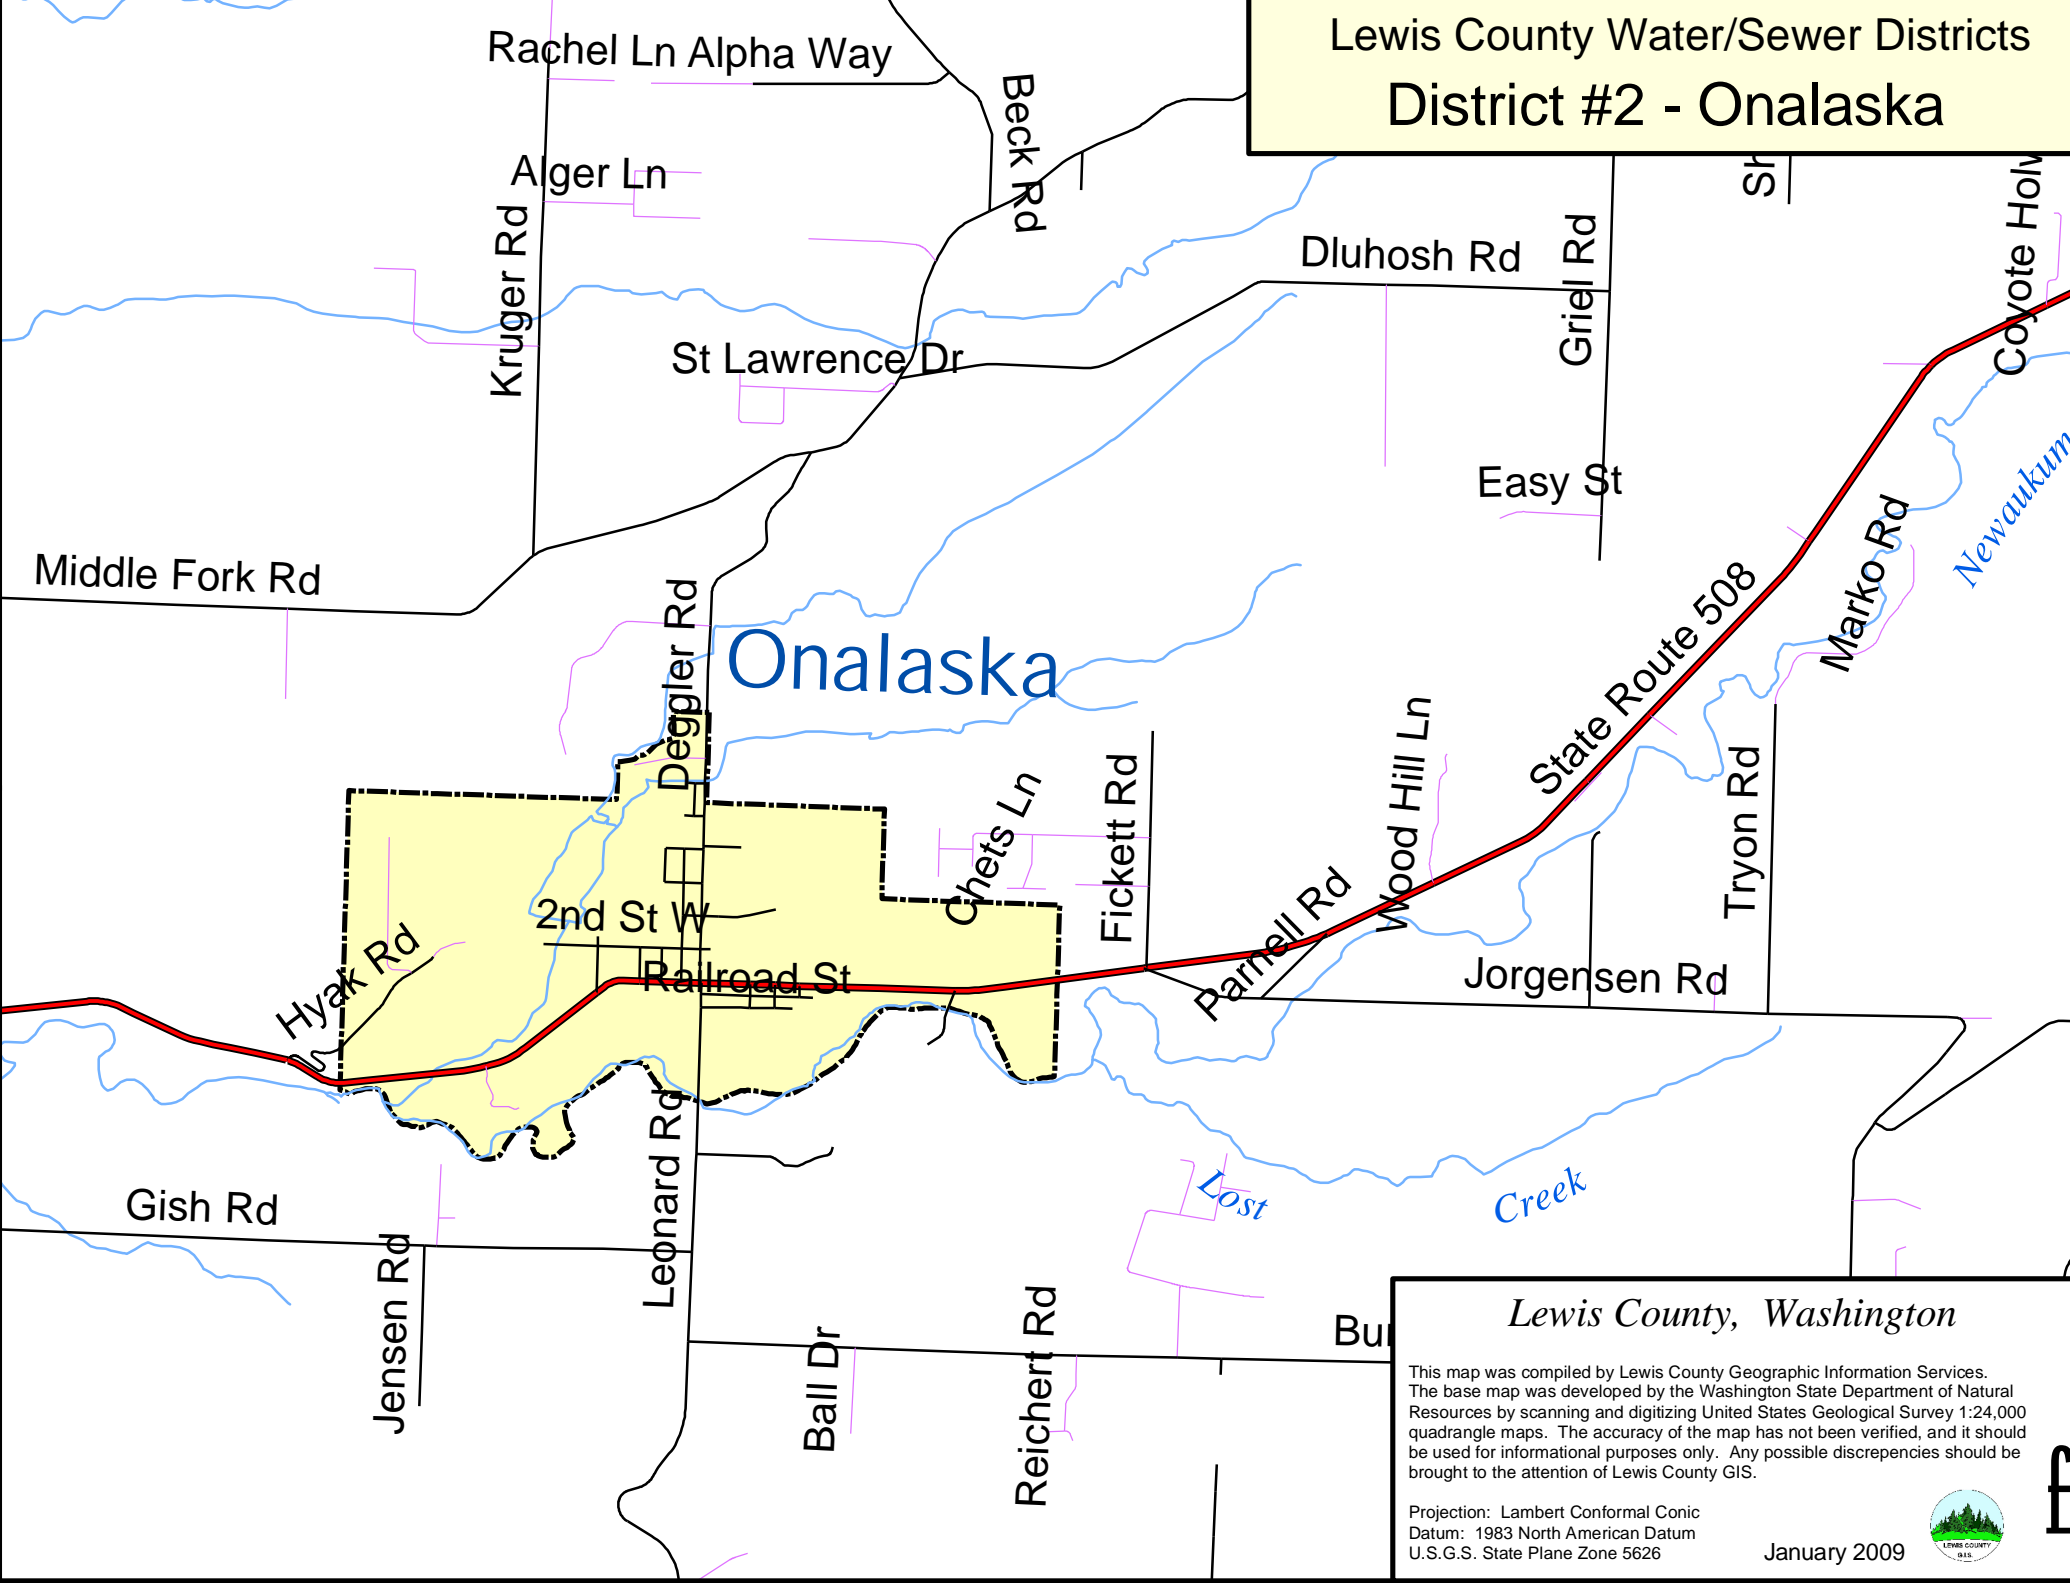 Lewis County Water/Sewer Districts
District #2 - Onalaska
Rachel Ln
Alpha Way
Beck Rd
Alger Ln
Kruger Rd
Dluhosh Rd
Griel Rd
Coyote
St Lawrence Dr
Easy St
Newaukum
Marko Rd
Middle Fork Rd
State Route 508
Deggler Rd
Onalaska
Wood Hill Ln
Tryon Rd
Fickett Rd
Chets Ln
Parnell Rd
2nd St W
Hyak Rd
Railroad St
Jorgensen Rd
Lost
Creek
Gish Rd
Leonard Rd
Jensen Rd
Ball Dr
Reichert Rd
Lewis County, Washington
This map was compiled by Lewis County Geographic Information Services.
The base map was developed by the Washington State Department of Natural
Resources by scanning and digitizing United States Geological Survey 1:24,000
quadrangle maps. The accuracy of the map has not been verified, and it should
be used for informational purposes only. Any possible discrepencies should be
brought to the attention of Lewis County GIS.
Projection: Lambert Conformal Conic
Datum: 1983 North American Datum
U.S.G.S. State Plane Zone 5626
January 2009
LEWIS COUNTY
G.I.S.